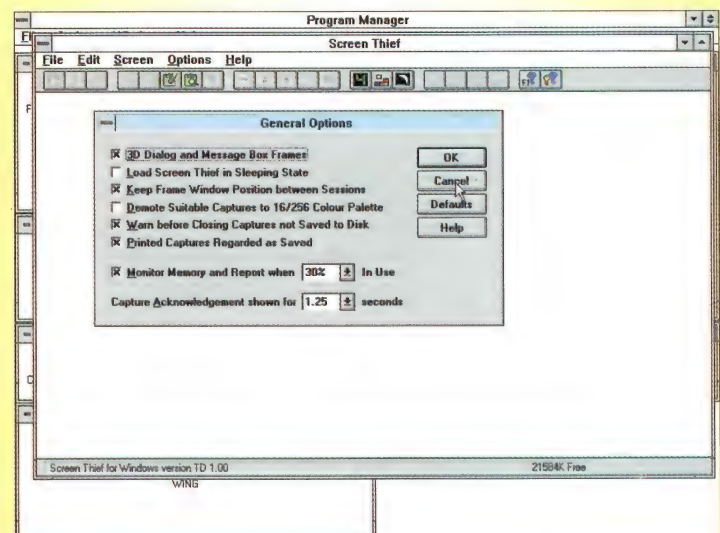 Program Manager
Screen Thief
File Edit Screen Options Help
General Options
3D Dialog and Message Box Frames
Load Screen Thief in Sleeping State
Keep Frame Window Position between Sessions
Demote Suitable Captures to 16/256 Colour Palette
Warn before Closing Captures not Saved to Disk
Printed Captures Regarded as Saved
Monitor Memory and Report when 30% In Use
Capture Acknowledgement shown for 1.25 seconds
OK
Cancel
Defaults
Help
Screen Thief for Windows version TD 1.00
21584K Free
WING